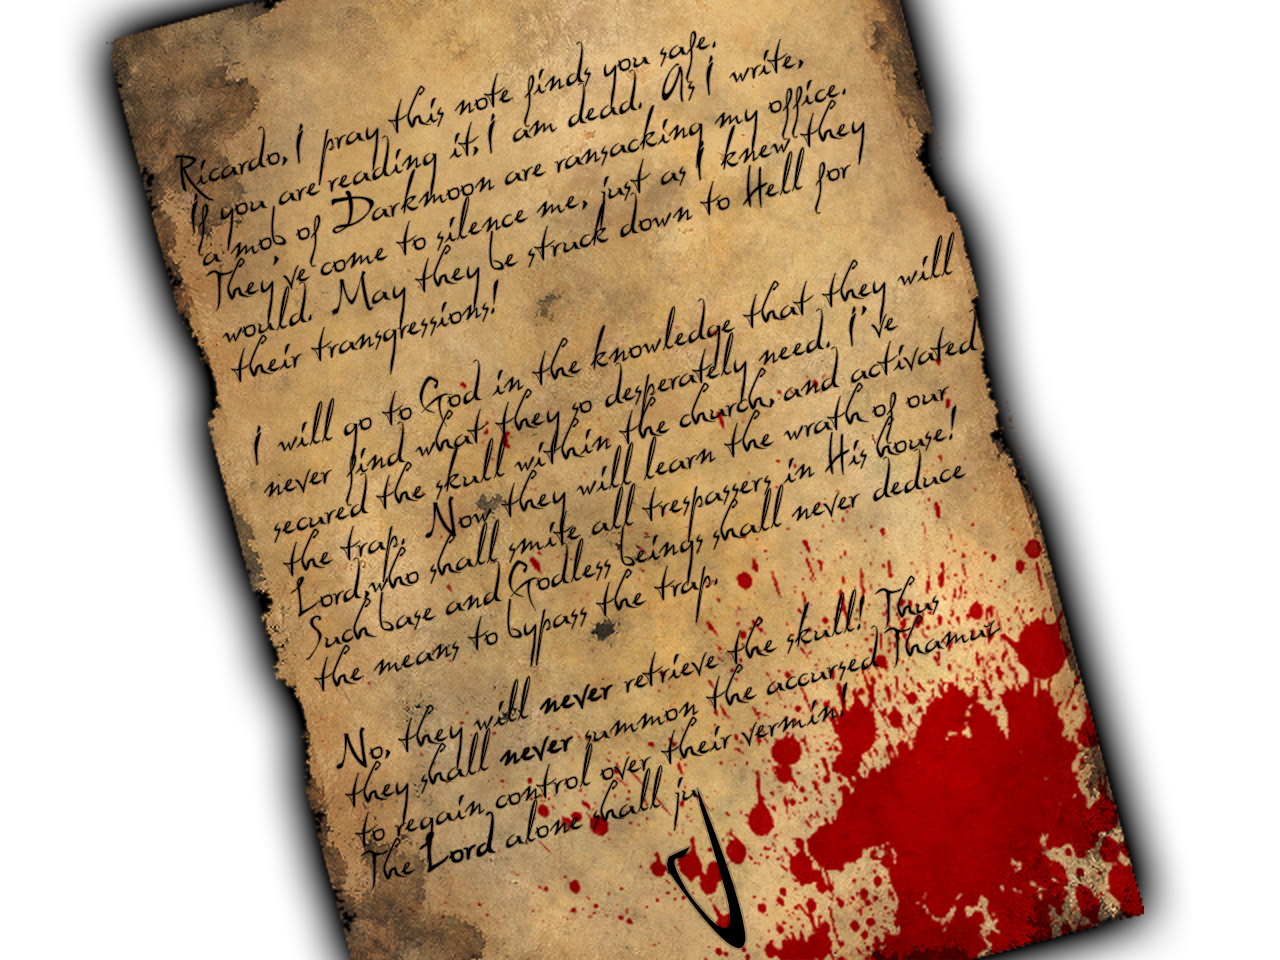 Ricardo, I pray this note finds you safe.
If you are reading it, I am dead. As I write,
a mob of Darkmoon are ransacking my office.
They've come to silence me, just as I knew they
would. May they be struck down to Hell for
their transgressions!
I will go to God in the knowledge that they will
never find what they so desperately need. I've
secured the skull within the church, and activated
the trap. Now they will learn the wrath of our
Lord, who shall smite all trespassers in His house!
Such base and Godless beings shall never deduce
the means to bypass the trap.
No, they will never retrieve the skull! Thus
they shall never summon the accursed Thamuz
to regain control over their vermin!
The Lord alone shall ju